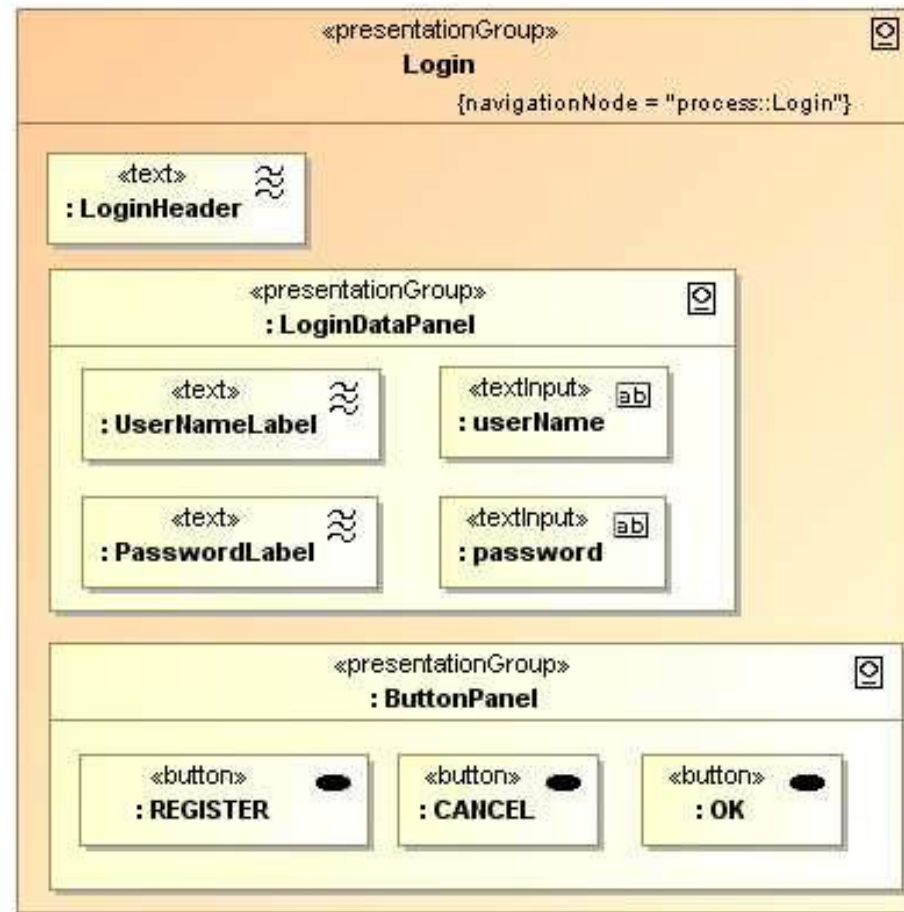 «presentationGroup»
Login
{navigationNode = "process::Login"}
«text»
: LoginHeader
«presentationGroup»
: LoginDataPanel
«text»
: UserNameLabel
«textInput»
ab
: userName
«text»
: PasswordLabel
«textInput»
ab
: password
«presentationGroup»
: ButtonPanel
«button»
: REGISTER
«button»
: CANCEL
«button»
: OK